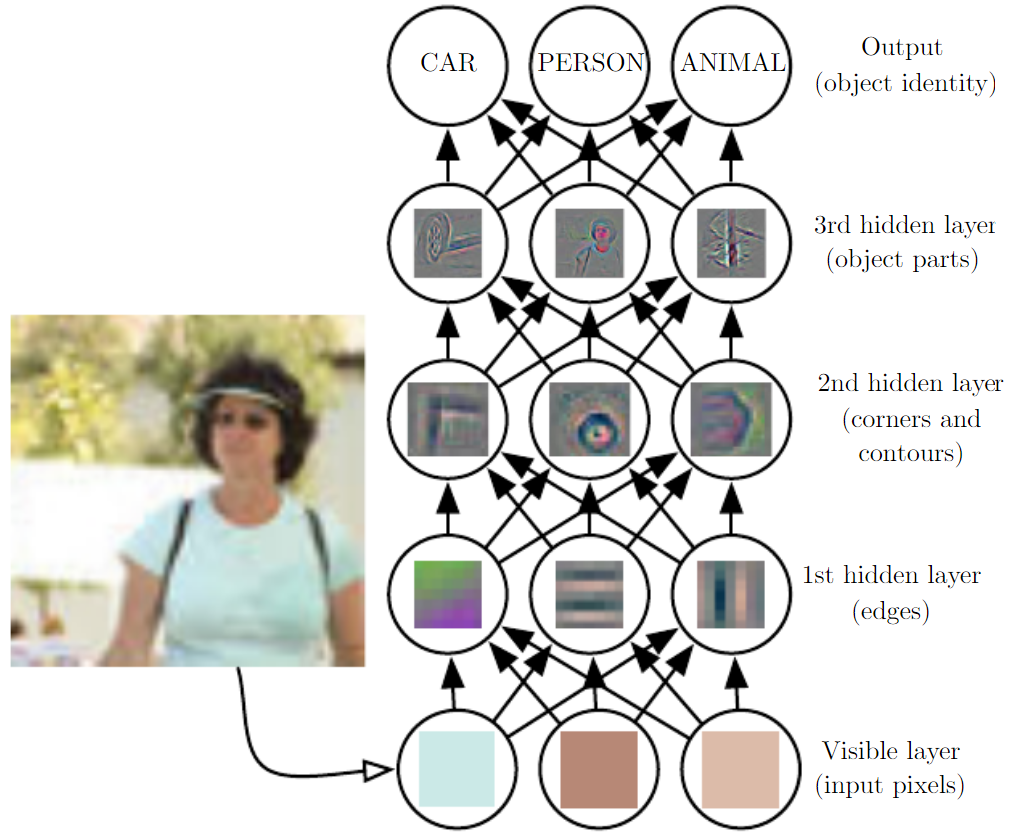 CAR
PERSON
ANIMAL
Output
(object identity)
3rd hidden layer
(object parts)
2nd hidden layer
(corners and
contours)
1st hidden layer
(edges)
Visible layer
(input pixels)